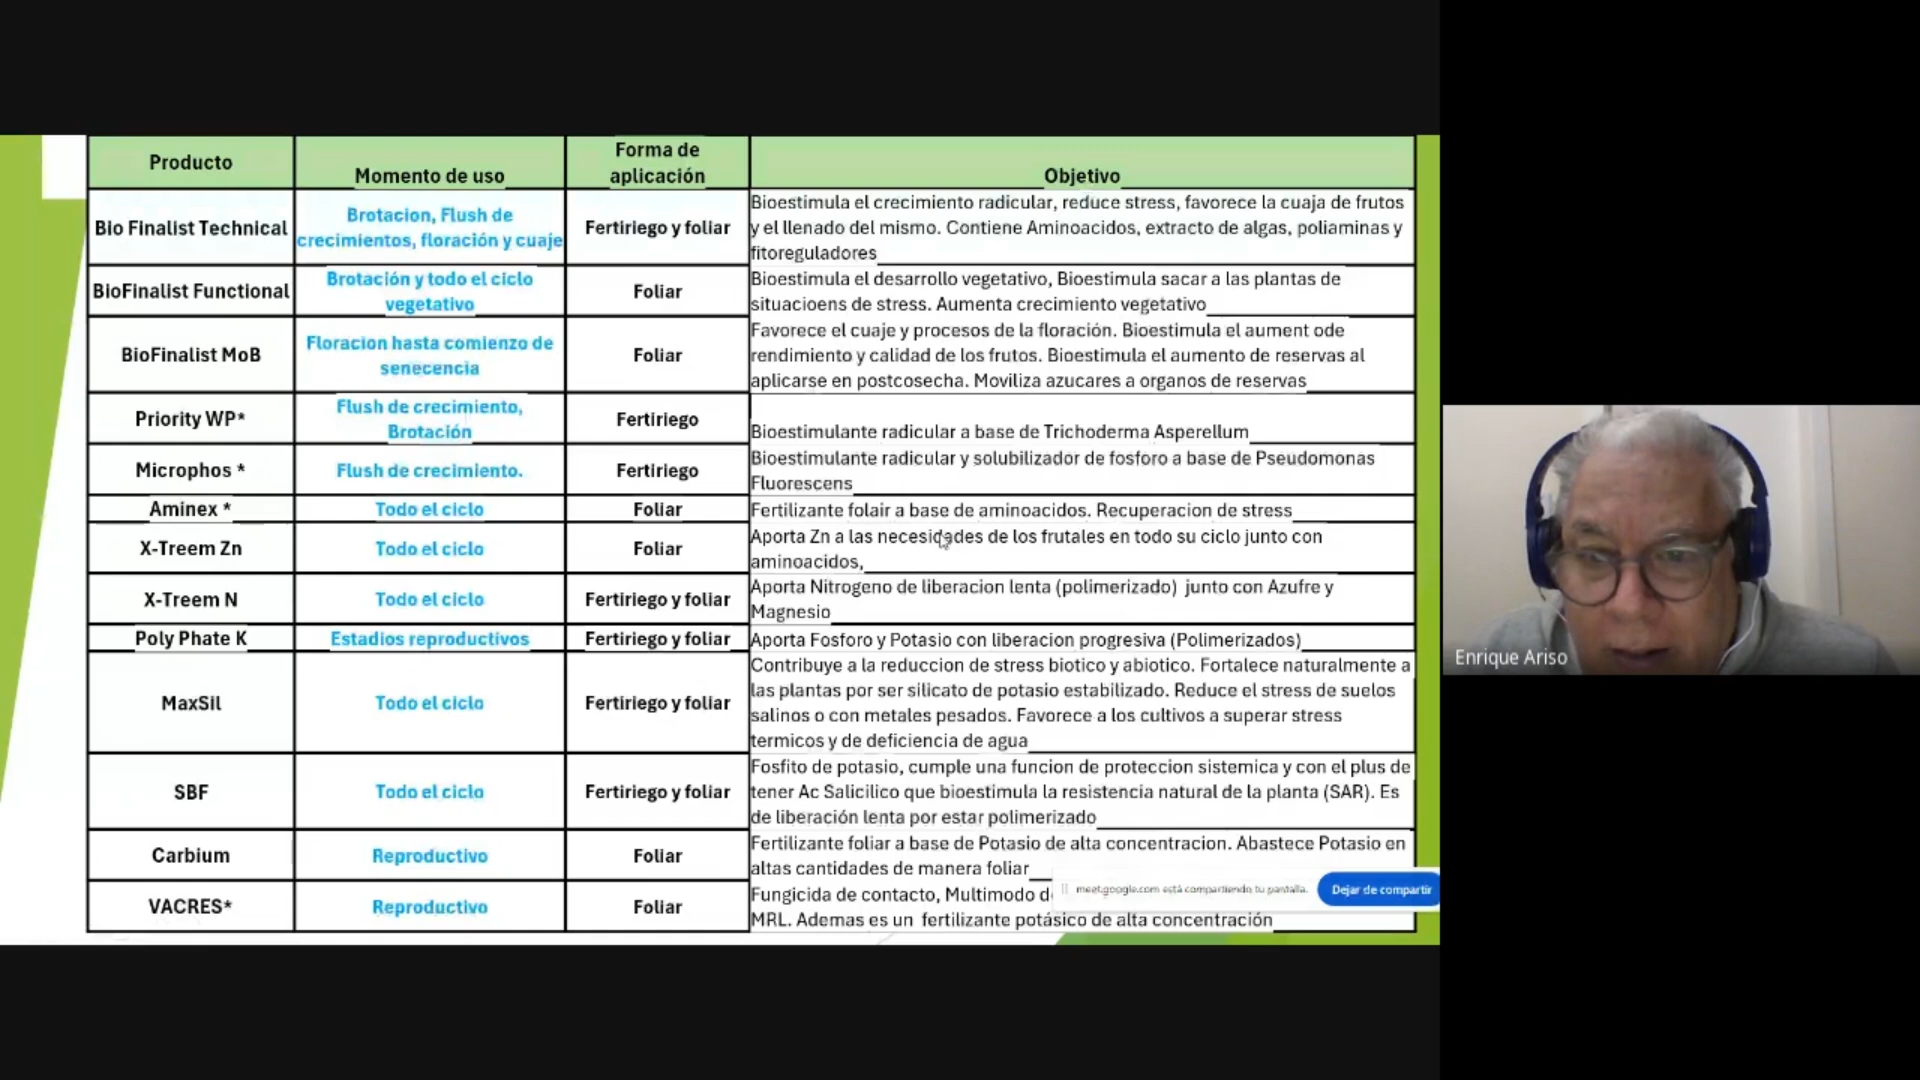 Producto
Momento de uso
Forma de
aplicación
Objetivo
Bio Finalist Technical
Brotacion, Flush de
crecimientos, floración y cuaje
Fertiriego y foliar
Bioestimula el crecimiento radicular, reduce stress, favorece la cuaja de frutos
y el llenado del mismo. Contiene Aminoacidos, extracto de algas, poliaminas y
fitoreguladores
BioFinalist Functional
Brotación y todo el ciclo
vegetativo
Foliar
Bioestimula el desarrollo vegetativo, Bioestimula sacar a las plantas de
situacioens de stress. Aumenta crecimiento vegetativo
BioFinalist MoB
Floracion hasta comienzo de
senecencia
Foliar
Favorece el cuaje y procesos de la floración. Bioestimula el aument ode
rendimiento y calidad de los frutos. Bioestimula el aumento de reservas al
aplicarse en postcosecha. Moviliza azucares a organos de reservas
Priority WP*
Flush de crecimiento,
Brotación
Fertiriego
Bioestimulante radicular a base de Trichoderma Asperellum
Microphos *
Flush de crecimiento.
Fertiriego
Bioestimulante radicular y solubilizador de fosforo a base de Pseudomonas
Fluorescens
Aminex *
Todo el ciclo
Foliar
Fertilizante folair a base de aminoacidos. Recuperacion de stress
X-Treem Zn
Todo el ciclo
Foliar
Aporta Zn a las necesidades de los frutales en todo su ciclo junto con
aminoacidos,
X-Treem N
Todo el ciclo
Fertiriego y foliar
Aporta Nitrogeno de liberacion lenta (polimerizado) junto con Azufre y
Magnesio
Poly Phate K
Estadios reproductivos
Fertiriego y foliar
Aporta Fosforo y Potasio con liberacion progresiva (Polimerizados)
MaxSil
Todo el ciclo
Fertiriego y foliar
Contribuye a la reduccion de stress biotico y abiotico. Fortalece naturalmente a
las plantas por ser silicato de potasio estabilizado. Reduce el stress de suelos
salinos o con metales pesados. Favorece a los cultivos a superar stress
termicos y de deficiencia de agua
SBF
Todo el ciclo
Fertiriego y foliar
Fosfito de potasio, cumple una funcion de proteccion sistemica y con el plus de
tener Ac Salicilico que bioestimula la resistencia natural de la planta (SAR). Es
de liberación lenta por estar polimerizado
Carbium
Reproductivo
Foliar
Fertilizante foliar a base de Potasio de alta concentracion. Abastece Potasio en
altas cantidades de manera foliar
VACRES*
Reproductivo
Foliar
Fungicida de contacto, Multimodo
MRL. Ademas es un fertilizante potásico de alta concentración
meet.google.com está compartiendo tu pantalla.
Dejar de compartir
Enrique Ariso